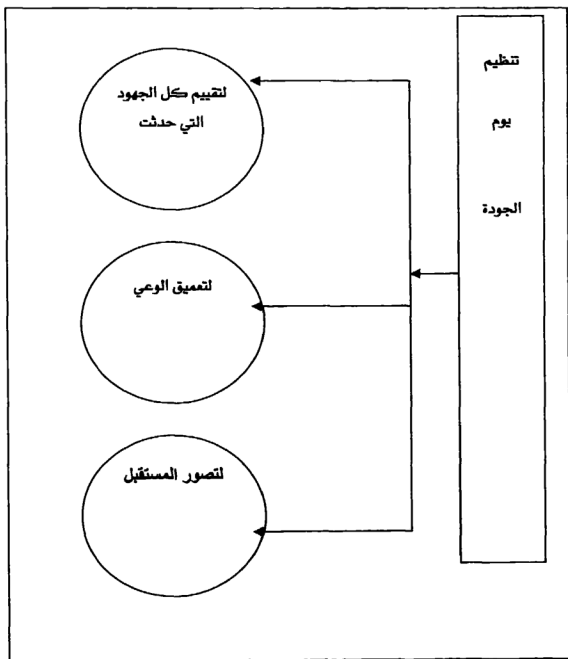 تنظيم
يوم
الجودة
لتقييم كل الجهود
التي حدثت
لتعميق الوعي
لتصور المستقبل